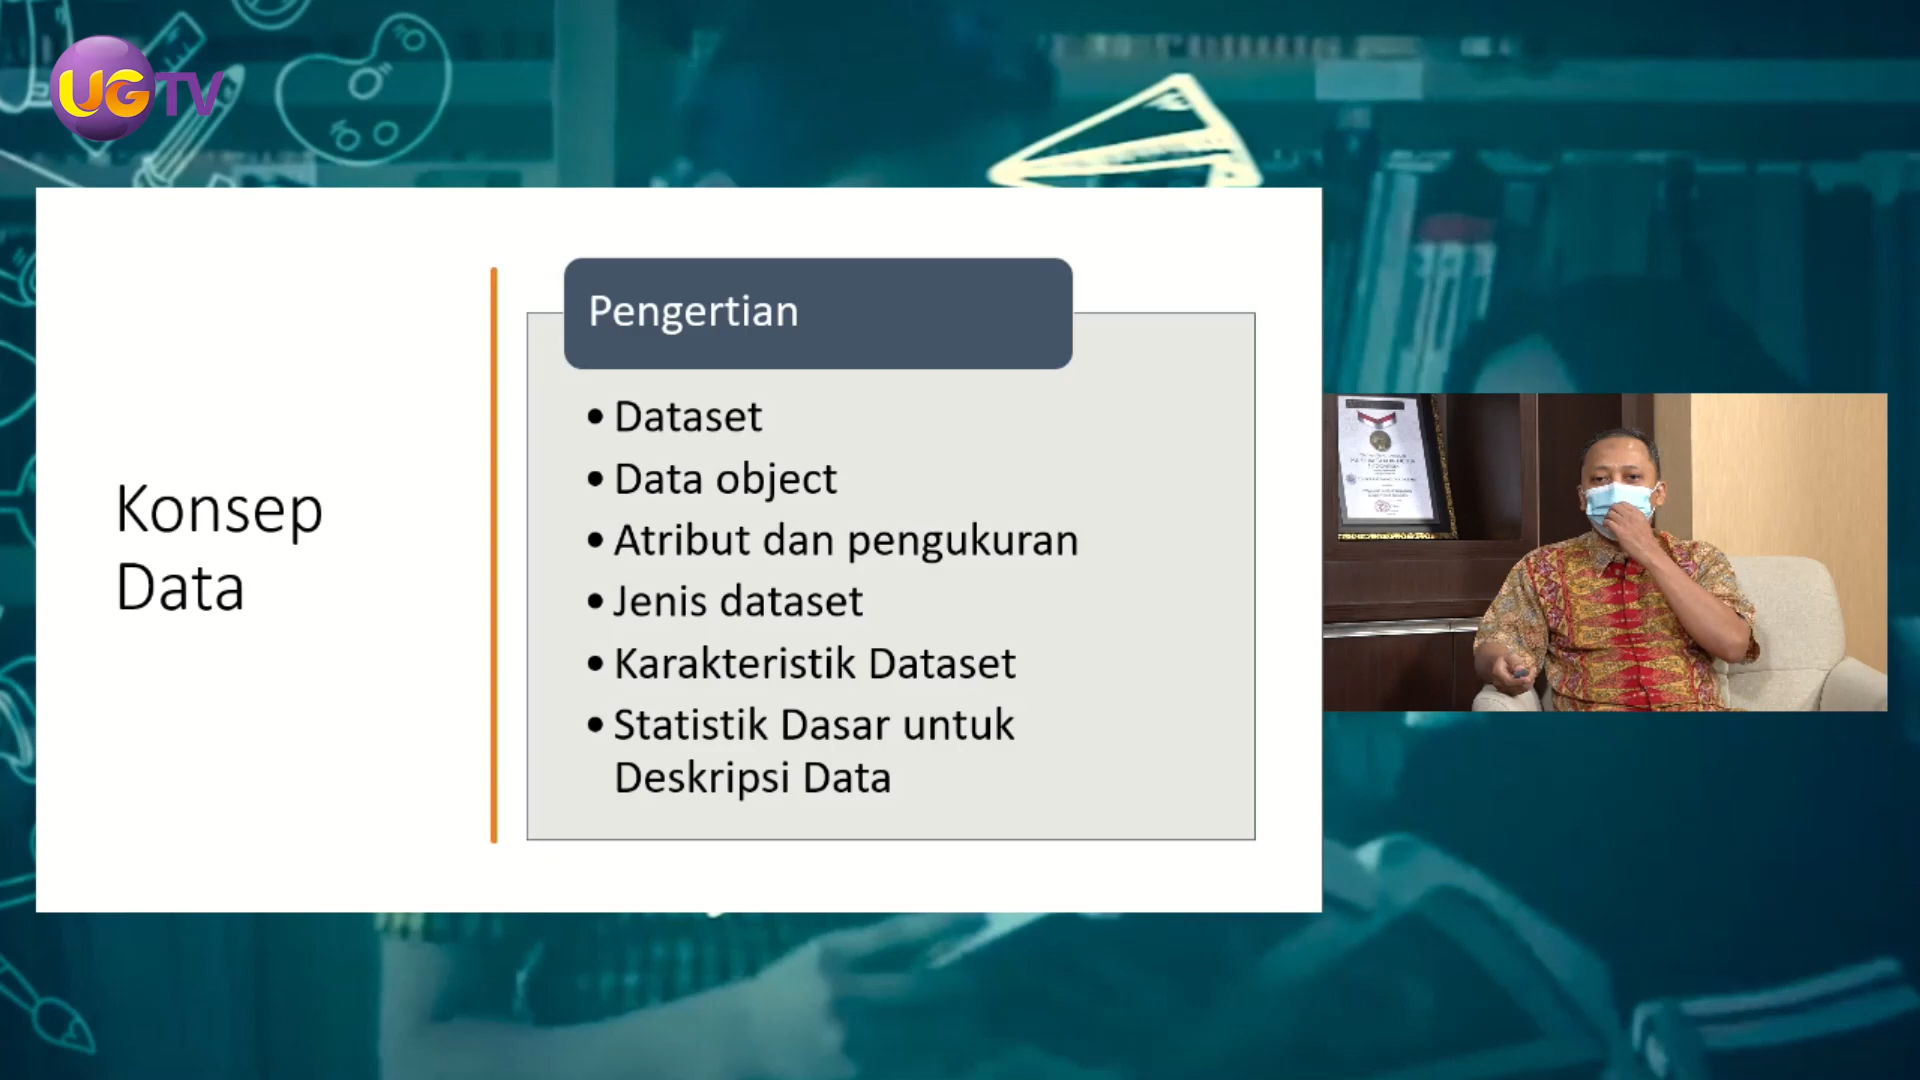 UGTV
Konsep
Data
Pengertian
• Dataset
• Data object
• Atribut dan pengukuran
• Jenis dataset
• Karakteristik Dataset
• Statistik Dasar untuk
Deskripsi Data